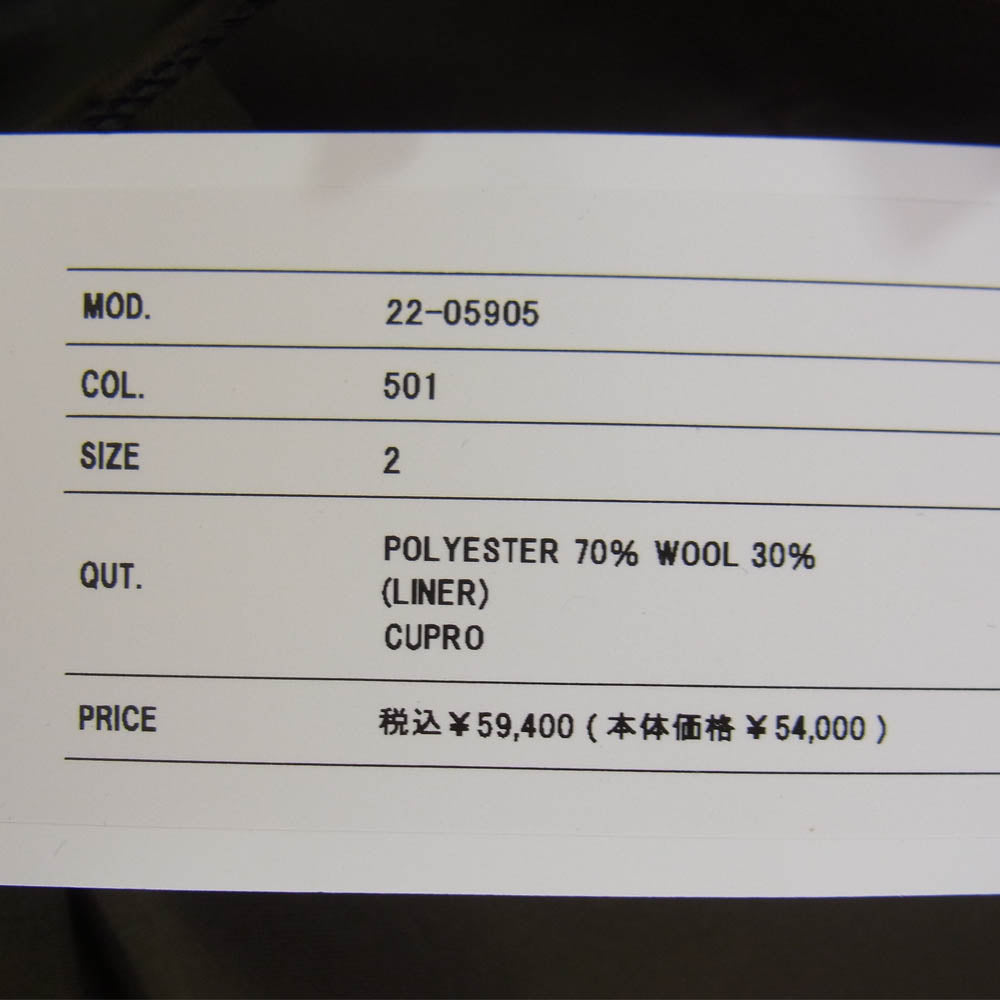 MOD. 22-05905
COL. 501
SIZE 2
QUT. POLYESTER 70% WOOL 30%
(LINER)
CUPRO
PRICE 税込¥59,400(本体価格¥54,000)